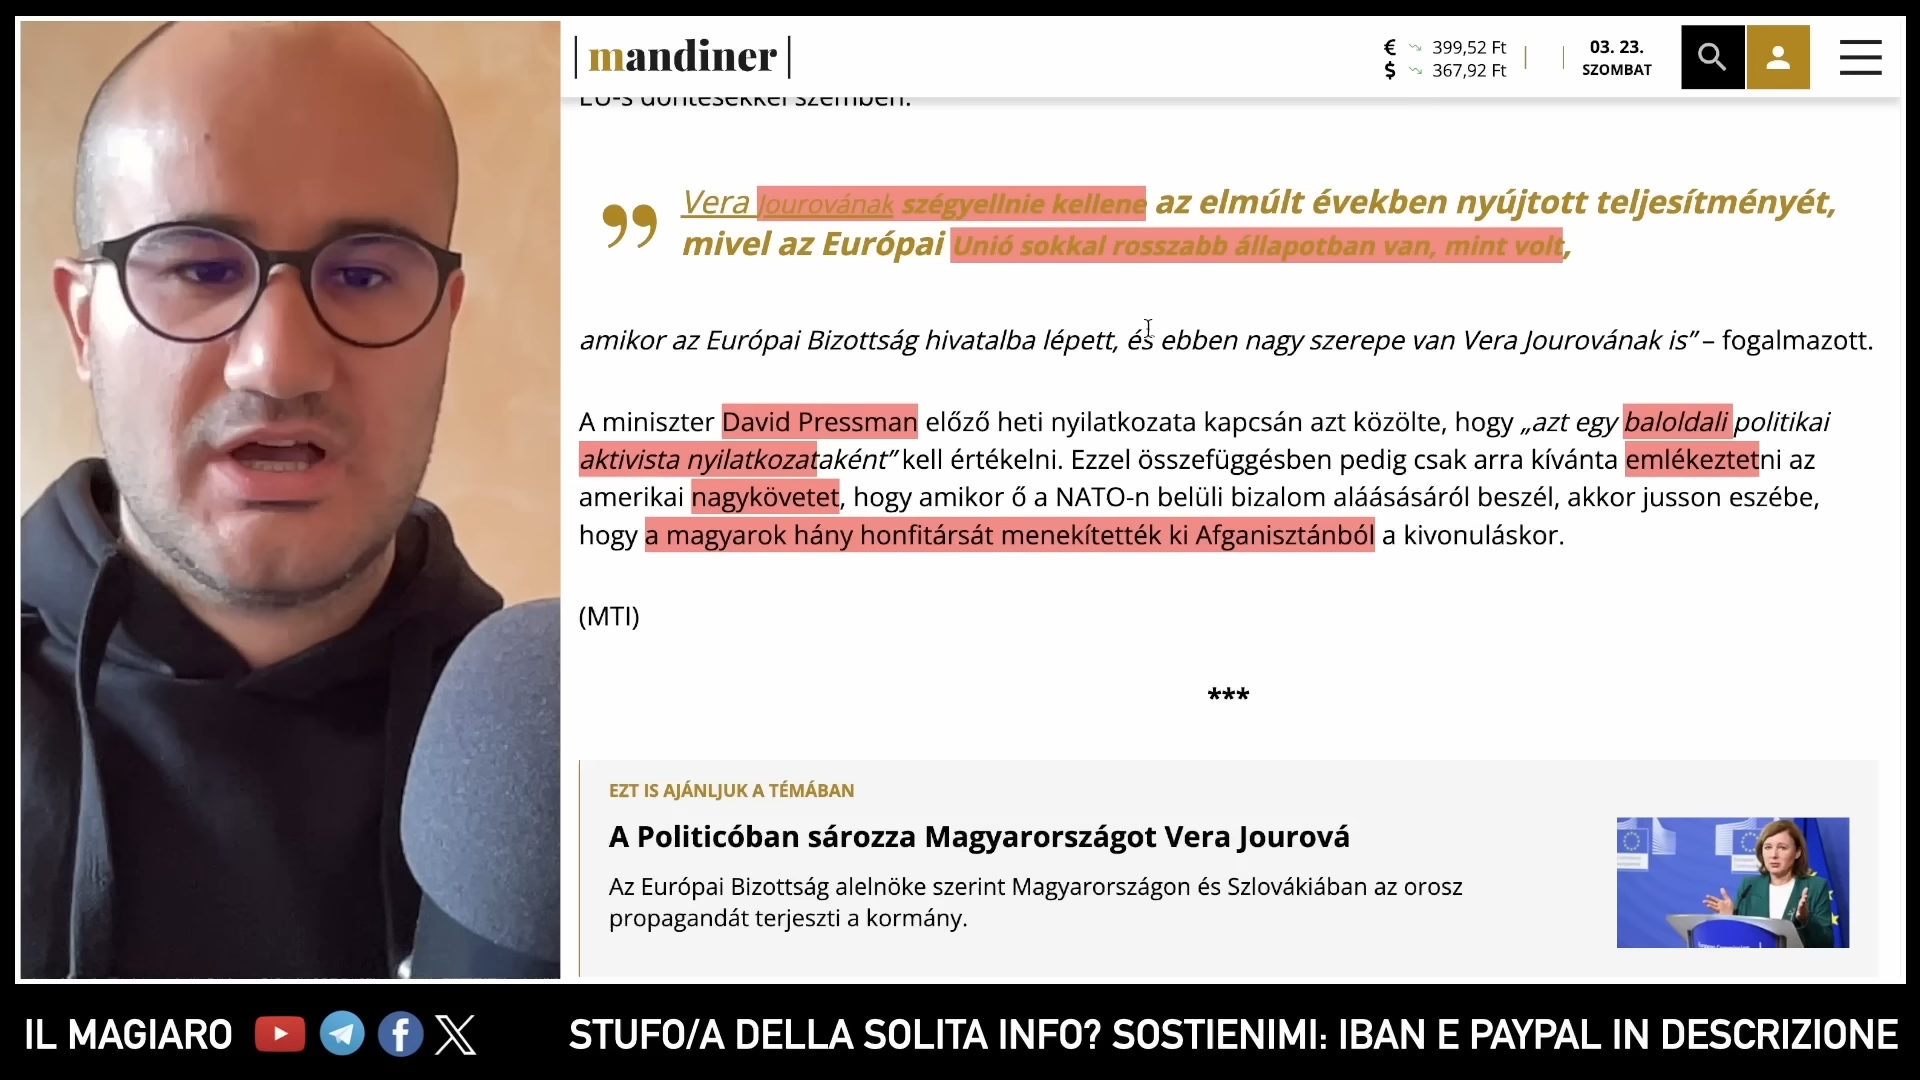 mandiner
€ 399,52 Ft
$ 367,92 Ft
03. 23.
SZOMBAT
EU-s döntésekkel szemben.
Vera Jourovának szégyellnie kellene az elmúlt években nyújtott teljesítményét,
mivel az Európai Unió sokkal rosszabb állapotban van, mint volt,
amikor az Európai Bizottság hivatalba lépett, és ebben nagy szerepe van Vera Jourovának is” – fogalmazott.
A miniszter David Pressman előző heti nyilatkozata kapcsán azt közölte, hogy „azt egy baloldali politikai
aktivista nyilatkozataként” kell értékelni. Ezzel összefüggésben pedig csak arra kívánta emlékeztetni az
amerikai nagykövetet, hogy amikor ő a NATO-n belüli bizalom aláásásáról beszél, akkor jusson eszébe,
hogy a magyarok hány honfitársát menekítették ki Afganisztánból a kivonuláskor.
(MTI)
***
EZT IS AJÁNLJUK A TÉMÁBAN
A Politicóban sározza Magyarországot Vera Jourová
Az Európai Bizottság alelnöke szerint Magyarországon és Szlovákiában az orosz
propagandát terjeszti a kormány.
IL MAGIARO
STUFO/A DELLA SOLITA INFO? SOSTIENIMI: IBAN E PAYPAL IN DESCRIZIONE